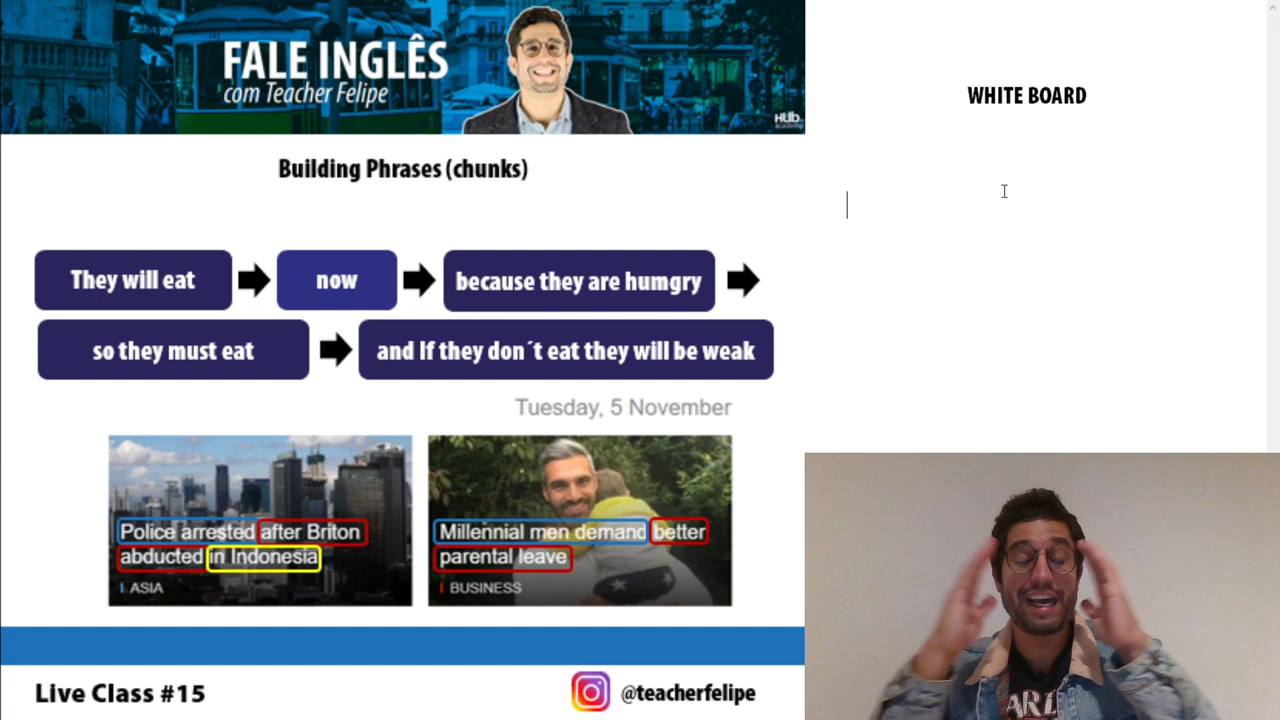 FALE INGLÊS
com Teacher Felipe
HUb
academy
WHITE BOARD
Building Phrases (chunks)
They will eat
now
because they are humgry
so they must eat
and If they don´t eat they will be weak
Tuesday, 5 November
Police arrested after Briton
abducted in Indonesia
ASIA
Millennial men demand better
parental leave
BUSINESS
Live Class #15
@teacherfelipe